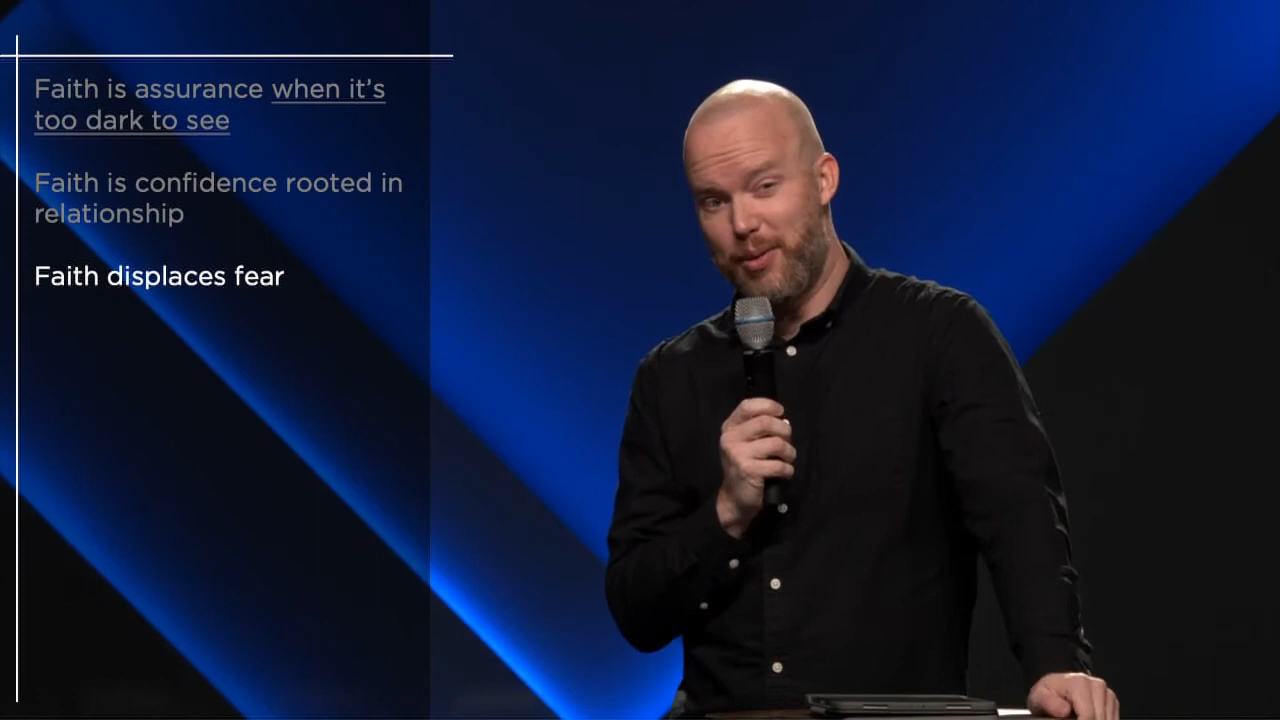 Faith is assurance when it's
too dark to see
Faith is confidence rooted in
relationship
Faith displaces fear